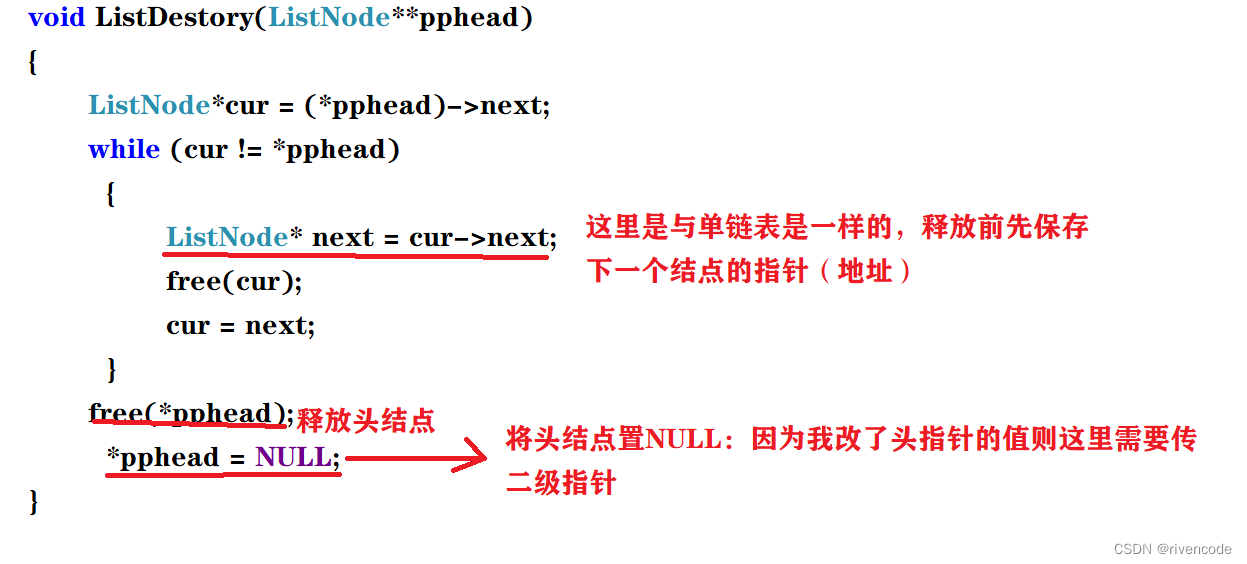 void ListDestory(ListNode**pphead)
{
ListNode*cur = (*pphead)->next;
while (cur != *pphead)
{
ListNode* next = cur->next;
这里是与单链表是一样的，释放前先保存
下一个结点的指针（地址）
free(cur);
cur = next;
}
free(*pphead);释放头结点
*pphead = NULL;
将头结点置NULL：因为我改了头指针的值则这里需要传
二级指针
}
CSDN @rivencode